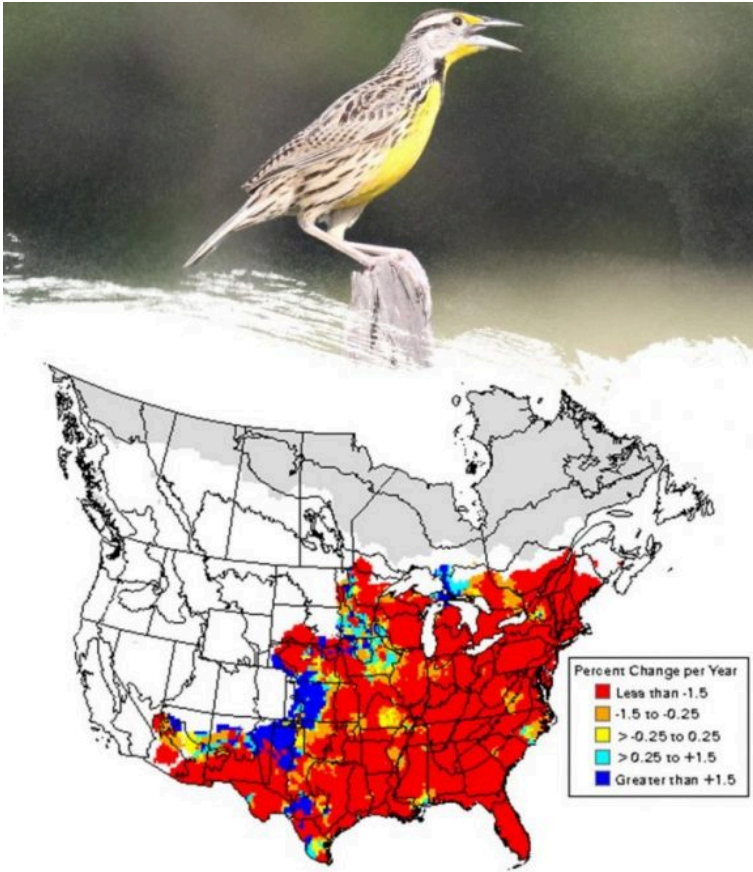 Percent Change per Year
Less than -1.5
-1.5 to -0.25
>-0.25 to 0.25
>0.25 to +1.5
Greater than +1.5